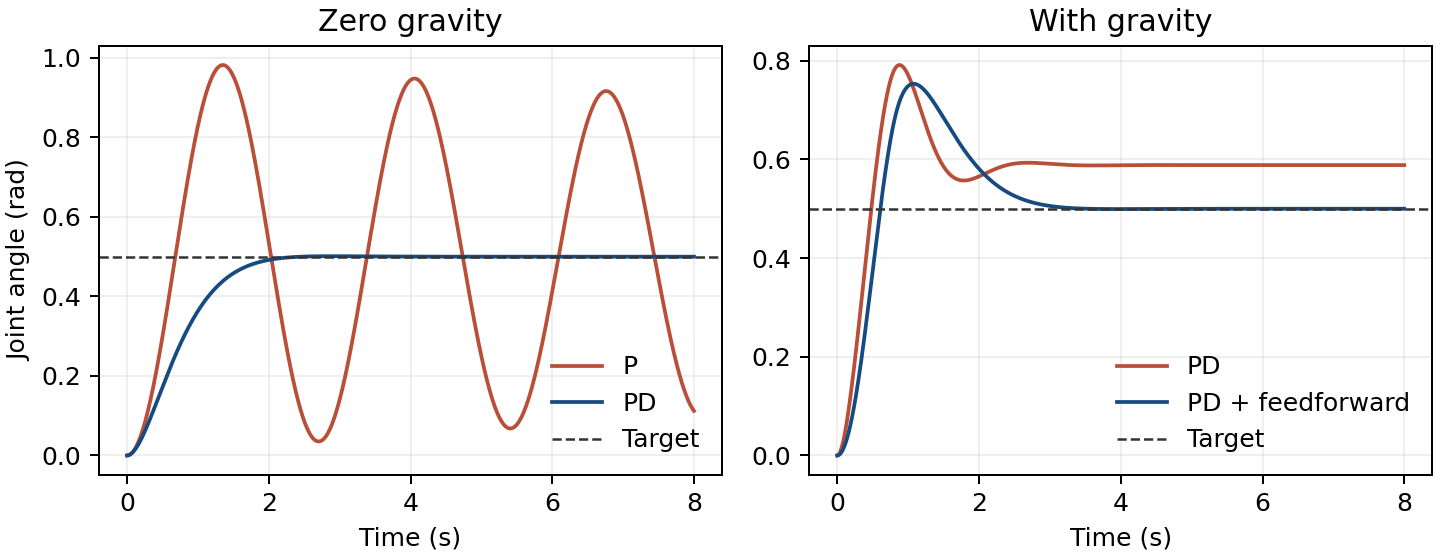 Zero gravity
Joint angle (rad)
1.0
0.8
0.6
0.4
0.2
0.0
P
PD
Target
0 2 4 6 8
Time (s)
With gravity
0.8
0.6
0.4
0.2
0.0
PD
PD + feedforward
Target
0 2 4 6 8
Time (s)